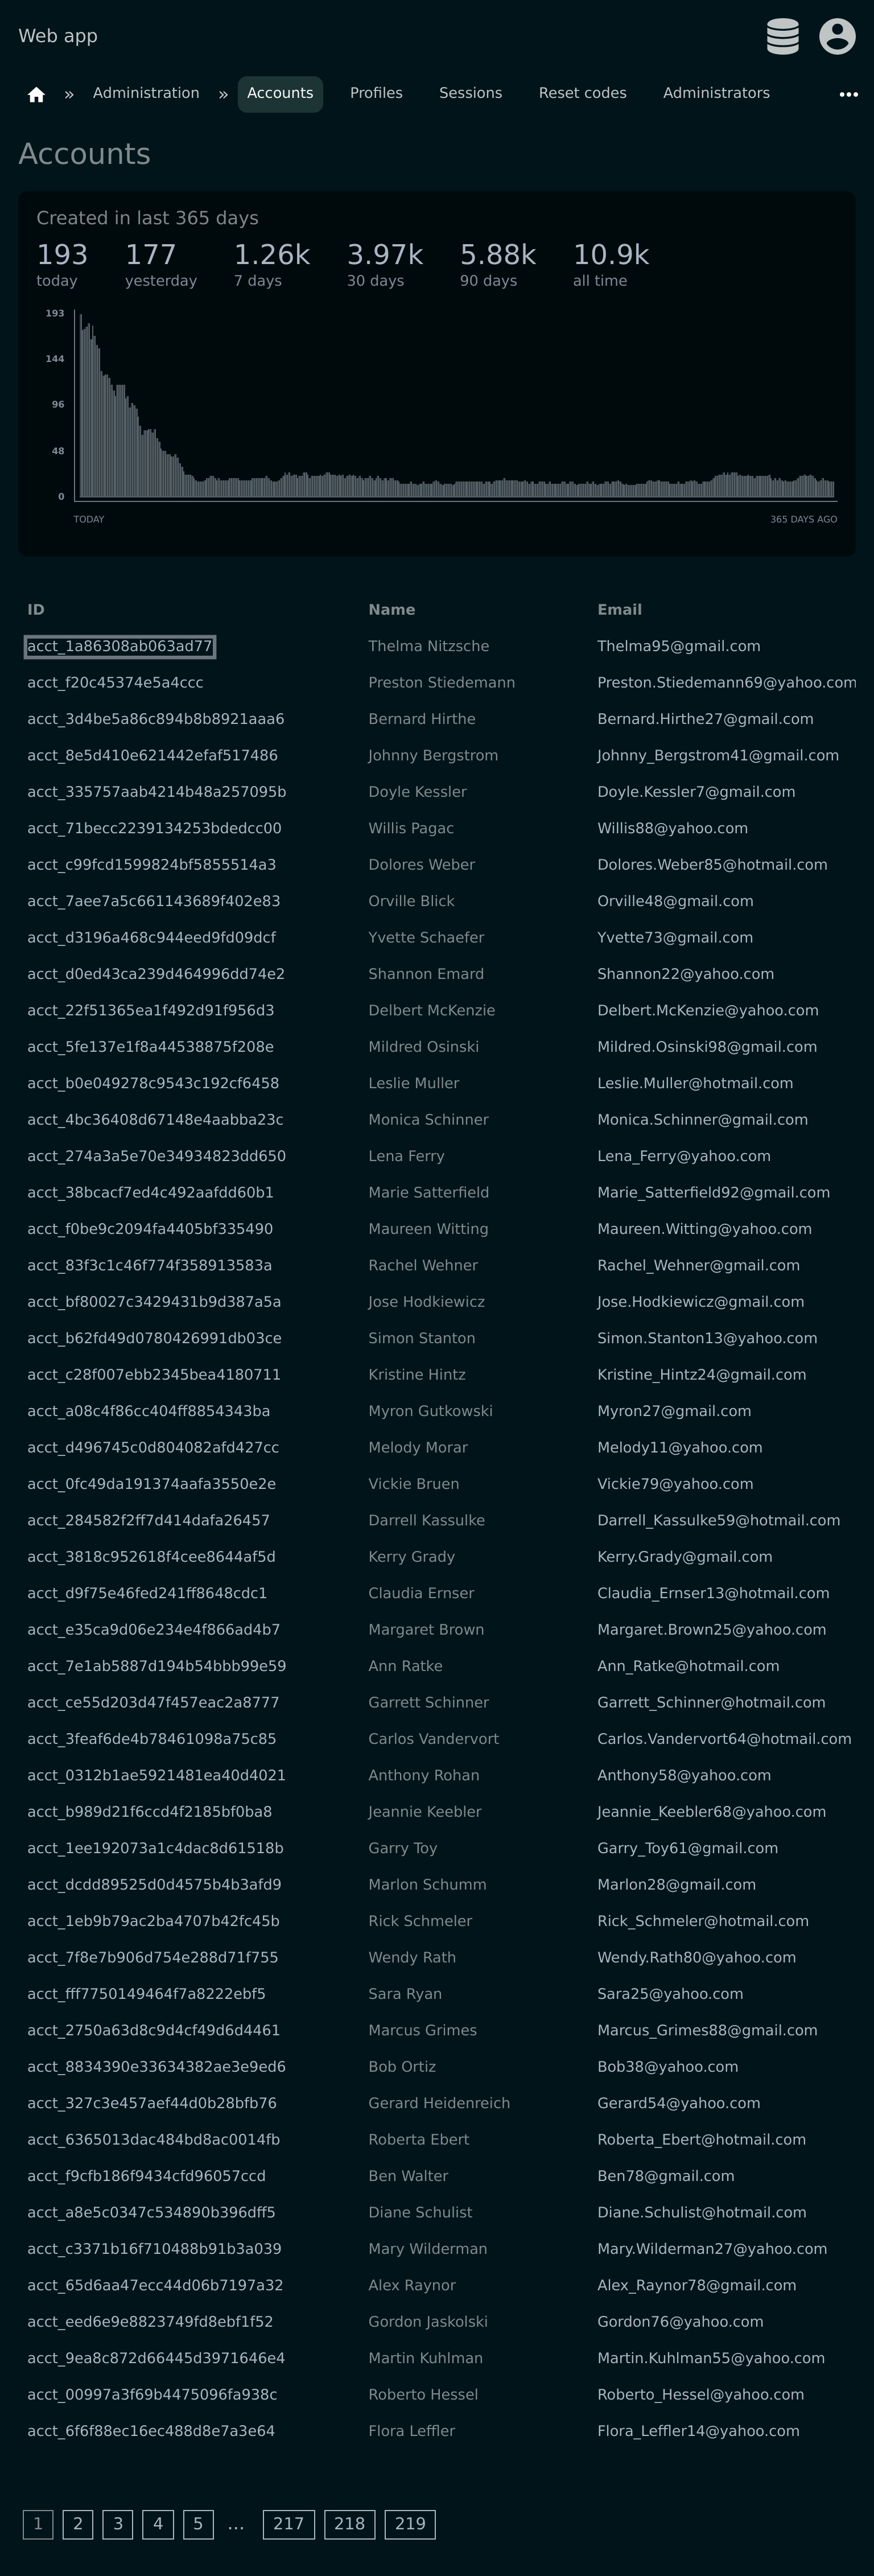 Web app
» Administration » Accounts Profiles Sessions Reset codes Administrators
Accounts
Created in last 365 days
193 177 1.26k 3.97k 5.88k 10.9k
today yesterday 7 days 30 days 90 days all time
193
144
96
48
0
TODAY 365 DAYS AGO
ID Name Email
acct_1a86308ab063ad77 Thelma Nitzsche Thelma95@gmail.com
acct_f20c45374e5a4ccc Preston Stiedemann Preston.Stiedemann69@yahoo.com
acct_3d4be5a86c894b8b8921aaa6 Bernard Hirthe Bernard.Hirthe27@gmail.com
acct_8e5d410e621442efaf517486 Johnny Bergstrom Johnny_Bergstrom41@gmail.com
acct_335757aab4214b48a257095b Doyle Kessler Doyle.Kessler7@gmail.com
acct_71becc2239134253bdedcc00 Willis Pagac Willis88@yahoo.com
acct_c99fcd1599824bf5855514a3 Dolores Weber Dolores.Weber85@hotmail.com
acct_7aee7a5c661143689f402e83 Orville Blick Orville48@gmail.com
acct_d3196a468c944eed9fd09dcf Yvette Schaefer Yvette73@gmail.com
acct_d0ed43ca239d464996dd74e2 Shannon Emard Shannon22@yahoo.com
acct_22f51365ea1f492d91f956d3 Delbert McKenzie Delbert.McKenzie@yahoo.com
acct_5fe137e1f8a44538875f208e Mildred Osinski Mildred.Osinski98@gmail.com
acct_b0e049278c9543c192cf6458 Leslie Muller Leslie.Muller@hotmail.com
acct_4bc36408d67148e4aabba23c Monica Schinner Monica.Schinner@gmail.com
acct_274a3a5e70e34934823dd650 Lena Ferry Lena_Ferry@yahoo.com
acct_38bcacf7ed4c492aafdd60b1 Marie Satterfield Marie_Satterfield92@gmail.com
acct_f0be9c2094fa4405bf335490 Maureen Witting Maureen.Witting@yahoo.com
acct_83f3c1c46f774f358913583a Rachel Wehner Rachel_Wehner@gmail.com
acct_bf80027c3429431b9d387a5a Jose Hodkiewicz Jose.Hodkiewicz@gmail.com
acct_b62fd49d0780426991db03ce Simon Stanton Simon.Stanton13@yahoo.com
acct_c28f007ebb2345bea4180711 Kristine Hintz Kristine_Hintz24@gmail.com
acct_a08c4f86cc404ff8854343ba Myron Gutkowski Myron27@gmail.com
acct_d496745c0d804082afd427cc Melody Morar Melody11@yahoo.com
acct_0fc49da191374aafa3550e2e Vickie Bruen Vickie79@yahoo.com
acct_284582f2ff7d414dafa26457 Darrell Kassulke Darrell_Kassulke59@hotmail.com
acct_3818c952618f4cee8644af5d Kerry Grady Kerry.Grady@gmail.com
acct_d9f75e46fed241ff8648cdc1 Claudia Ernser Claudia_Ernser13@hotmail.com
acct_e35ca9d06e234e4f866ad4b7 Margaret Brown Margaret.Brown25@yahoo.com
acct_7e1ab5887d194b54bbb99e59 Ann Ratke Ann_Ratke@hotmail.com
acct_ce55d203d47f457eac2a8777 Garrett Schinner Garrett_Schinner@hotmail.com
acct_3feaf6de4b78461098a75c85 Carlos Vandervort Carlos.Vandervort64@hotmail.com
acct_0312b1ae5921481ea40d4021 Anthony Rohan Anthony58@yahoo.com
acct_b989d21f6ccd4f2185bf0ba8 Jeannie Keebler Jeannie_Keebler68@yahoo.com
acct_1ee192073a1c4dac8d61518b Garry Toy Garry_Toy61@gmail.com
acct_dcdd89525d0d4575b4b3afd9 Marlon Schumm Marlon28@gmail.com
acct_1eb9b79ac2ba4707b42fc45b Rick Schmeler Rick_Schmeler@hotmail.com
acct_7f8e7b906d754e288d71f755 Wendy Rath Wendy.Rath80@yahoo.com
acct_fff7750149464f7a8222ebf5 Sara Ryan Sara25@yahoo.com
acct_2750a63d8c9d4cf49d6d4461 Marcus Grimes Marcus_Grimes88@gmail.com
acct_8834390e33634382ae3e9ed6 Bob Ortiz Bob38@yahoo.com
acct_327c3e457aef44d0b28bfb76 Gerard Heidenreich Gerard54@yahoo.com
acct_6365013dac484bd8ac0014fb Roberta Ebert Roberta_Ebert@hotmail.com
acct_f9cfb186f9434cfd96057ccd Ben Walter Ben78@gmail.com
acct_a8e5c0347c534890b396dff5 Diane Schulist Diane.Schulist@hotmail.com
acct_c3371b16f710488b91b3a039 Mary Wilderman Mary.Wilderman27@yahoo.com
acct_65d6aa47ecc44d06b7197a32 Alex Raynor Alex_Raynor78@gmail.com
acct_eed6e9e8823749fd8ebf1f52 Gordon Jaskolski Gordon76@yahoo.com
acct_9ea8c872d66445d3971646e4 Martin Kuhlman Martin.Kuhlman55@yahoo.com
acct_00997a3f69b4475096fa938c Roberto Hessel Roberto_Hessel@yahoo.com
acct_6f6f88ec16ec488d8e7a3e64 Flora Leffler Flora_Leffler14@yahoo.com
1 2 3 4 5 … 217 218 219